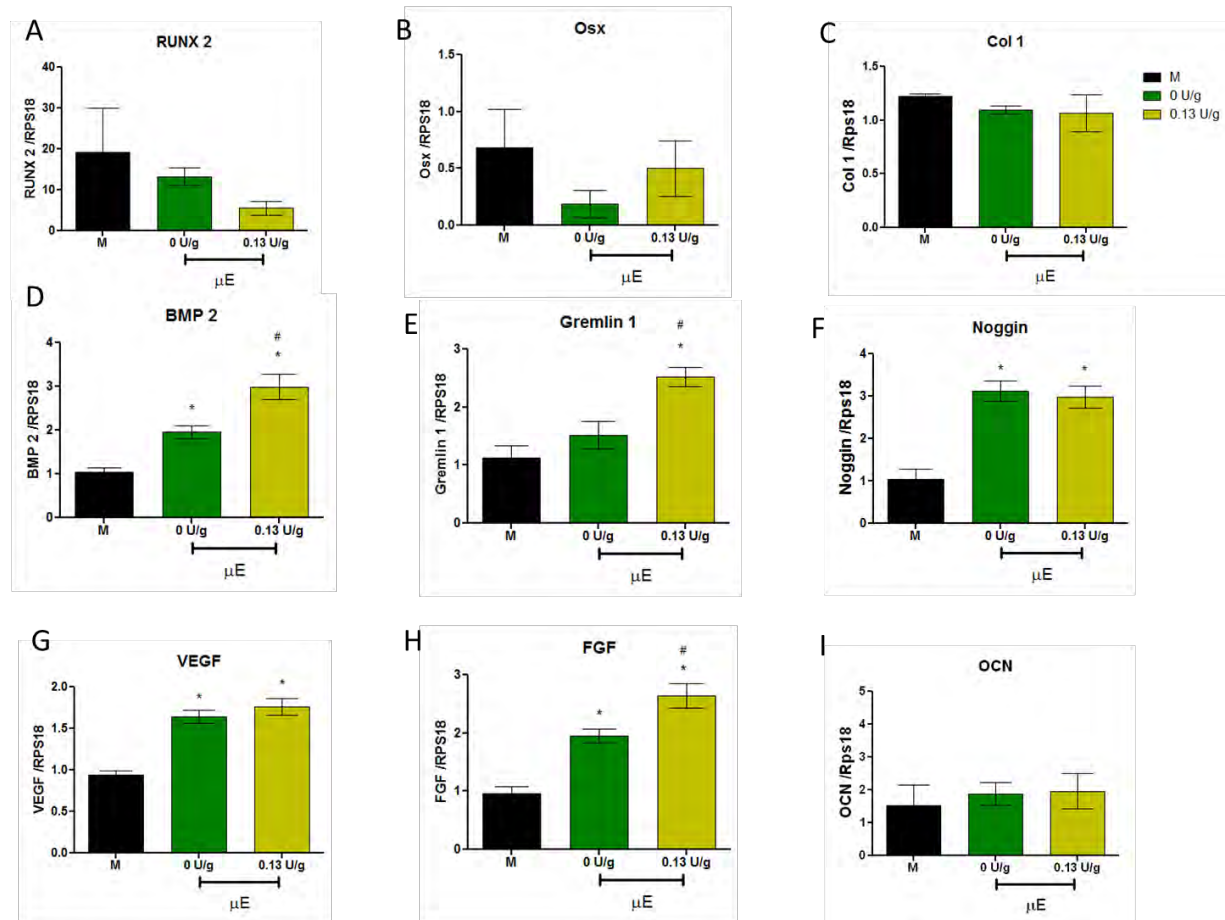 A
RUNX 2
RUNX 2 /RPS18
40
30
20
10
0
M
0 U/g
0.13 U/g
μE
B
Osx
Osx /RPS18
1.5
1.0
0.5
0.0
M
0 U/g
0.13 U/g
μE
C
Col 1
Col 1 /Rps18
1.5
1.0
0.5
0.0
M
0 U/g
0.13 U/g
μE
M
0 U/g
0.13 U/g
D
BMP 2
BMP 2 /RPS18
4
3
2
1
0
*
#
*
M
0 U/g
0.13 U/g
μE
E
Gremlin 1
Gremlin 1 /RPS18
3
2
1
0
#
*
M
0 U/g
0.13 U/g
μE
F
Noggin
Noggin /Rps18
4
3
2
1
0
*
*
M
0 U/g
0.13 U/g
μE
G
VEGF
VEGF /RPS18
2.0
1.5
1.0
0.5
0.0
*
*
M
0 U/g
0.13 U/g
μE
H
FGF
FGF /RPS18
3
2
1
0
*
#
*
M
0 U/g
0.13 U/g
μE
I
OCN
OCN /Rps18
5
4
3
2
1
0
M
0 U/g
0.13 U/g
μE